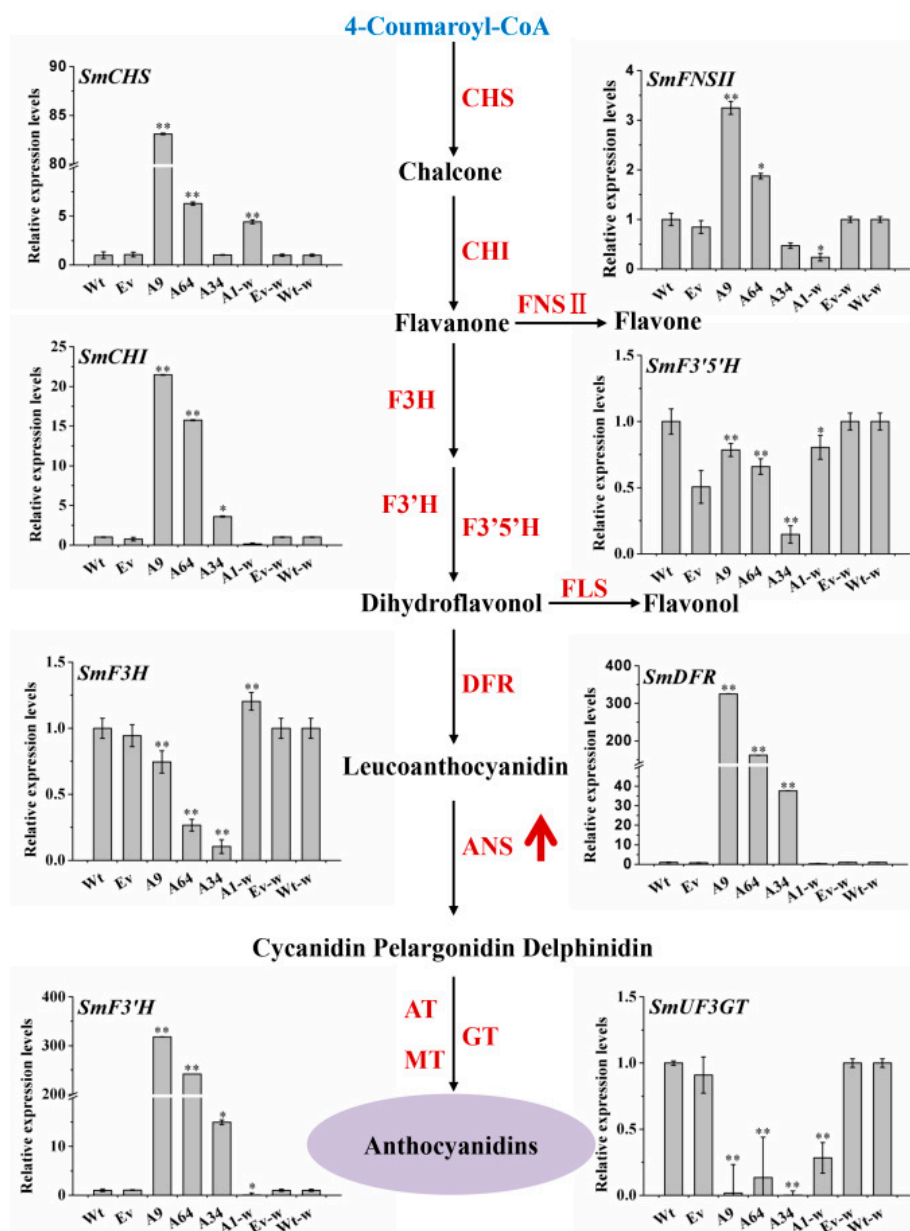 4-Coumaroyl-CoA
CHS
Chalcone
CHI
Flavanone
FNSⅡ
Flavone
F3H
F3’H
F3’5’H
Dihydroflavonol
FLS
Flavonol
DFR
Leucoanthocyanidin
ANS
Cycanidin Pelargonidin Delphinidin
AT
GT
MT
Anthocyanidins
SmCHS
Relative expression levels
90
85
80
5
0
** ** **
Wt Ev A9 A64 A34 A1-w Ev-w Wt-w
SmFNSII
Relative expression levels
4
3
2
1
0
** * *
Wt Ev A9 A64 A34 A1-w Ev-w Wt-w
SmCHI
Relative expression levels
25
20
15
10
5
0
** ** *
Wt Ev A9 A64 A34 A1-w Ev-w Wt-w
SmF3'5'H
Relative expression levels
1.5
1.0
0.5
0.0
** ** ** *
Wt Ev A9 A64 A34 A1-w Ev-w Wt-w
SmF3H
Relative expression levels
1.5
1.0
0.5
0.0
** ** ** **
Wt Ev A9 A64 A34 A1-w Ev-w Wt-w
SmDFR
Relative expression levels
400
300
200
40
30
20
10
0
** ** **
Wt Ev A9 A64 A34 A1-w Ev-w Wt-w
SmF3'H
Relative expression levels
400
300
200
10
0
** ** * *
Wt Ev A9 A64 A34 A1-w Ev-w Wt-w
SmUF3GT
Relative expression levels
1.5
1.0
0.5
0.0
** ** ** **
Wt Ev A9 A64 A34 A1-w Ev-w Wt-w